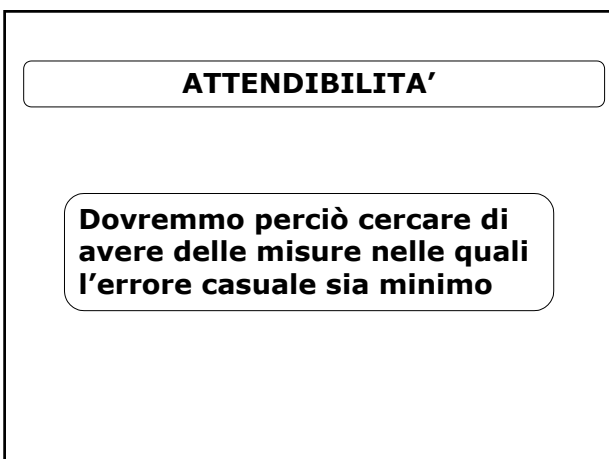 ATTENDIBILITA’
Dovremmo perciò cercare di
avere delle misure nelle quali
l’errore casuale sia minimo